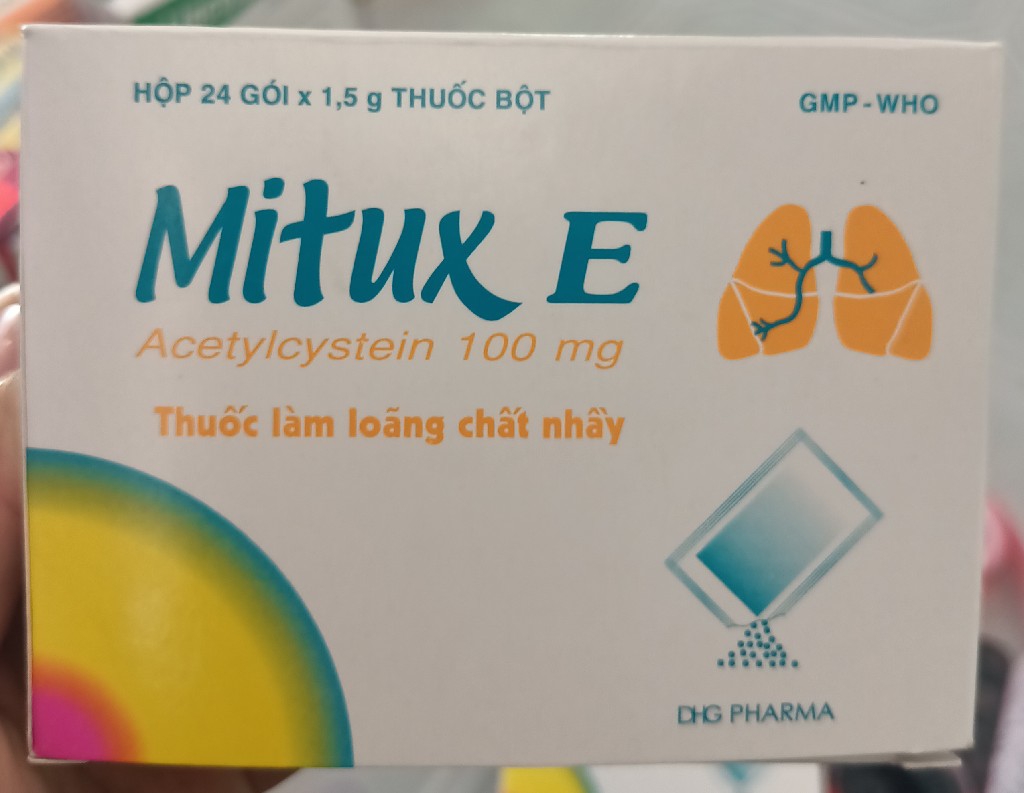 HỘP 24 GÓI x 1,5 g THUỐC BỘT
GMP - WHO
Mitux E
Acetylcystein 100 mg
Thuốc làm loãng chất nhầy
DHG PHARMA